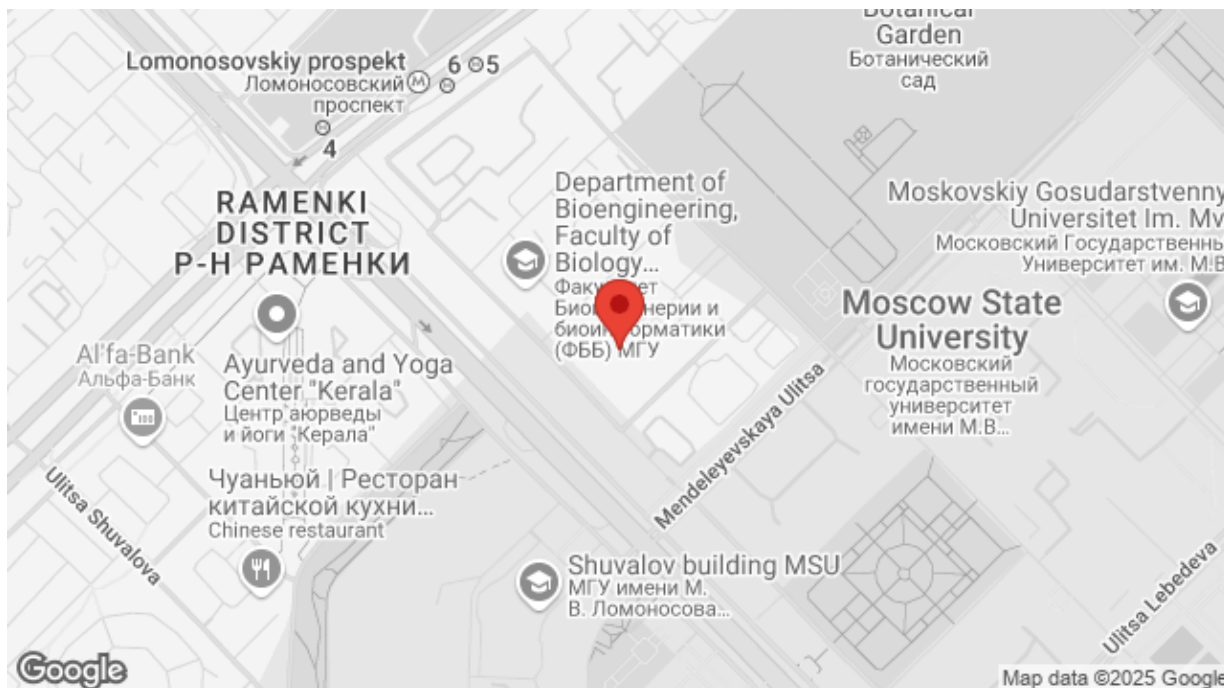 Botanical
Garden
Ботанический
сад
Lomonosovskiy prospekt
Ломоносовский
проспект
6
5
4
RAMENKI
DISTRICT
Р-Н РАМЕНКИ
Department of
Bioengineering,
Faculty of
Biology...
биоин орматики
(ФББ) МГУ
Moskovskiy Gosudarstvenny
Universitet Im. Mv
Московский Государственны
Университет им. М.В
Moscow State
University
Московский
государственный
университет
имени М.В...
Al'fa-Bank
Альфа-Банк
Ayurveda and Yoga
Center "Kerala"
Центр аюрведы
и йоги "Керала"
Чуаньюй | Ресторан
китайской кухни...
Chinese restaurant
Ulitsa Shuvalova
Mendeleyevskaya Ulitsa
Shuvalov building MSU
МГУ имени М.
В. Ломоносова...
Ulitsa Lebedeva
Google
Map data ©2025 Google